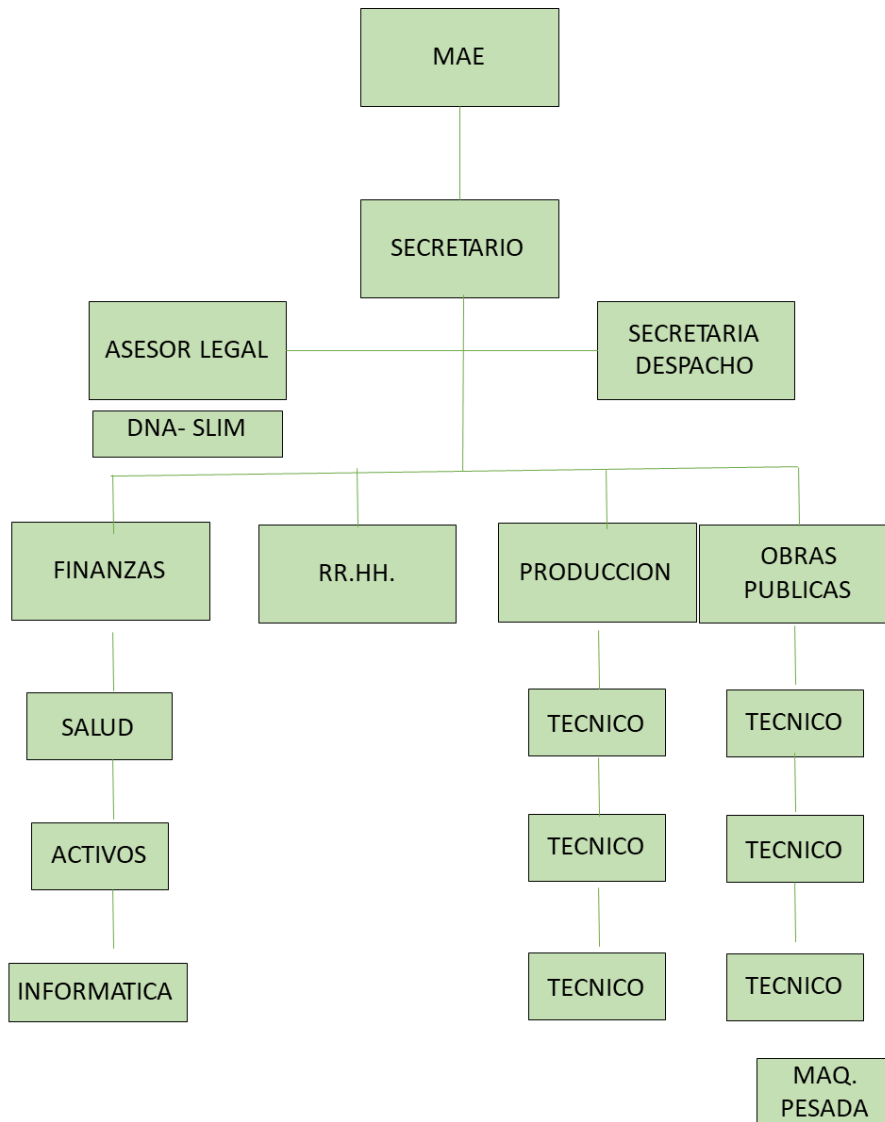 MAE
SECRETARIO
ASESOR LEGAL
SECRETARIA
DESPACHO
DNA- SLIM
FINANZAS
RR.HH.
PRODUCCION
OBRAS
PUBLICAS
SALUD
TECNICO
TECNICO
ACTIVOS
TECNICO
TECNICO
INFORMATICA
TECNICO
TECNICO
MAQ.
PESADA